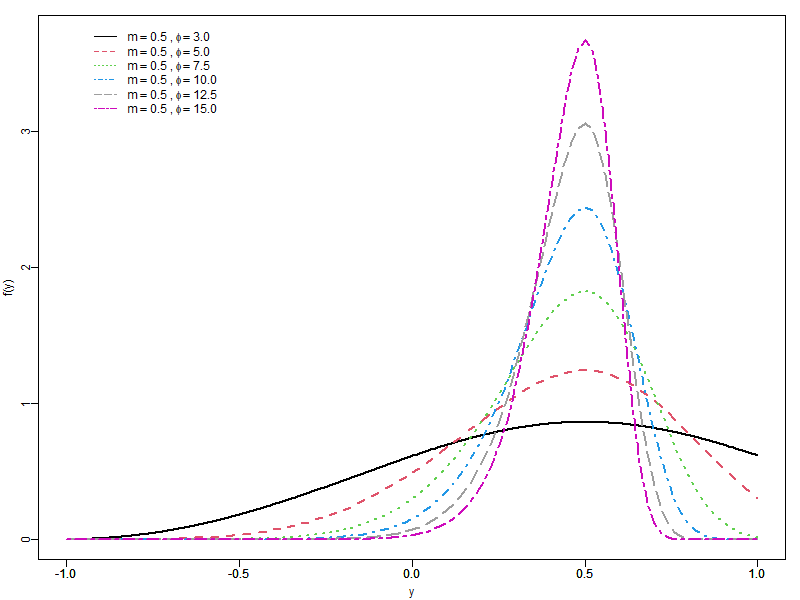 m = 0.5 , ϕ = 3.0
m = 0.5 , ϕ = 5.0
m = 0.5 , ϕ = 7.5
m = 0.5 , ϕ = 10.0
m = 0.5 , ϕ = 12.5
m = 0.5 , ϕ = 15.0
3
2
1
0
f(y)
-1.0 -0.5 0.0 0.5 1.0
y